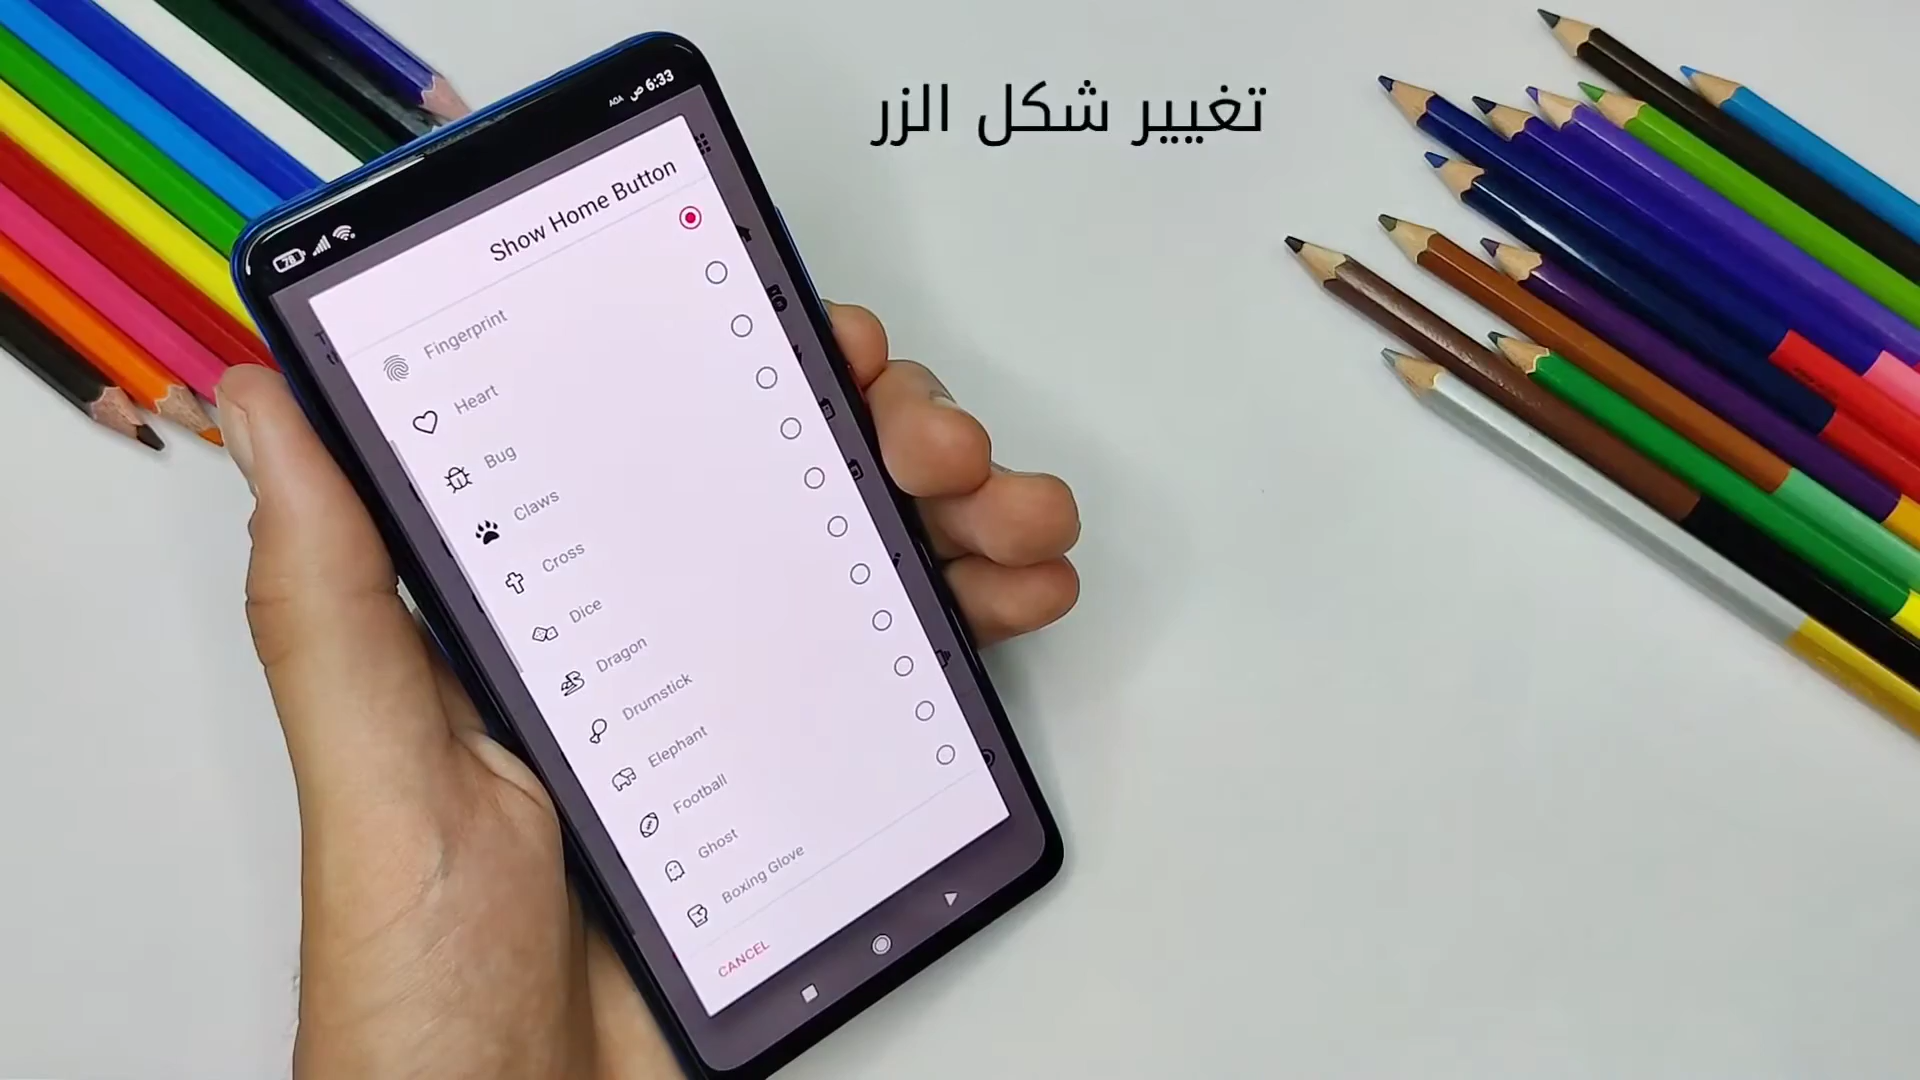 تغيير شكل الزر
6:33 ص
78
Show Home Button
Fingerprint
Heart
Bug
Claws
Cross
Dice
Dragon
Drumstick
Elephant
Football
Ghost
Boxing Glove
CANCEL